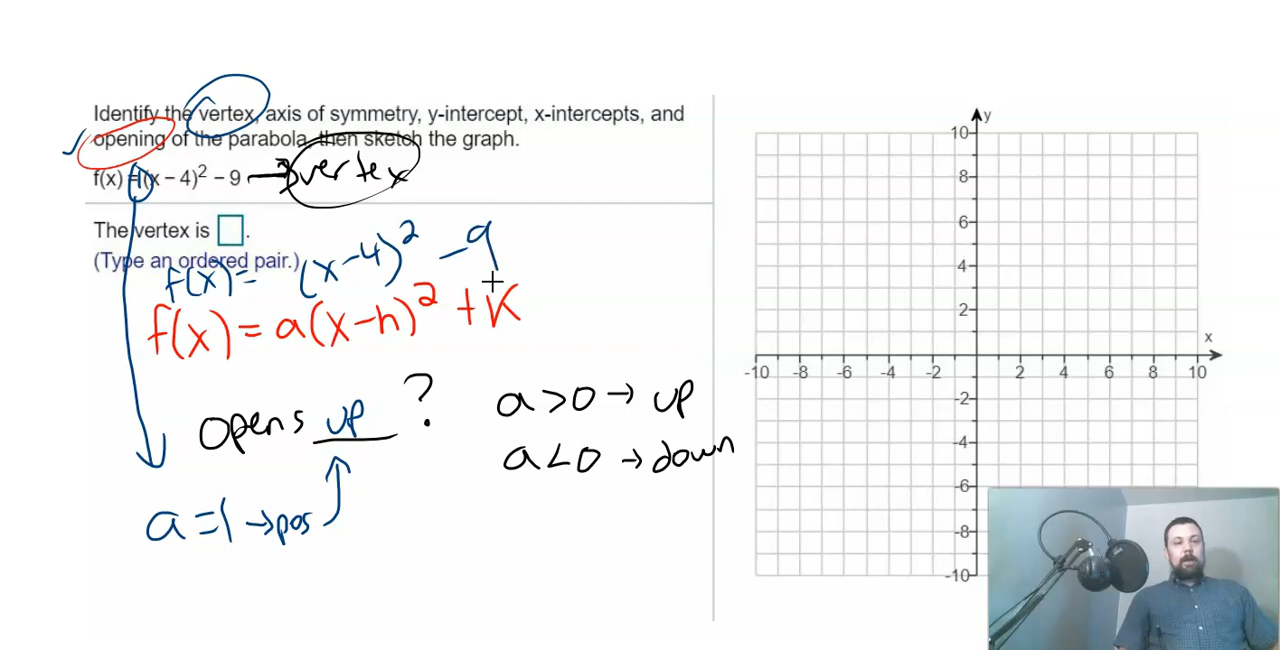 Identify the vertex, axis of symmetry, y-intercept, x-intercepts, and
opening of the parabola, then sketch the graph.
f(x) = (x − 4)² − 9 → vertex
The vertex is
(Type an ordered pair.)
f(x) = (x-4)² -9
f(x) = a(x-h)² +K
opens up ?
a>0 → up
a<0 → down
a=1 → pos
y
10
8
6
4
2
x
-10 -8 -6 -4 -2 2 4 6 8 10
-2
-4
-6
-8
-10